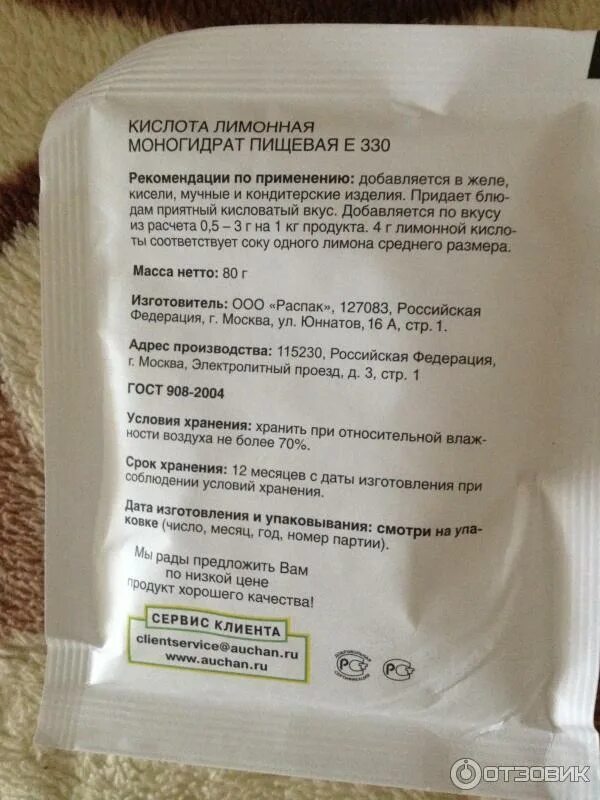 КИСЛОТА ЛИМОННАЯ
МОНОГИДРАТ ПИЩЕВАЯ Е 330
Рекомендации по применению: добавляется в желе,
кисели, мучные и кондитерские изделия. Придает блю-
дам приятный кисловатый вкус. Добавляется по вкусу
из расчета 0,5 – 3 г на 1 кг продукта. 4 г лимонной кисло-
ты соответствует соку одного лимона среднего размера.
Масса нетто: 80 г
Изготовитель: ООО «Распак», 127083, Российская
Федерация, г. Москва, ул. Юннатов, 16 А, стр. 1.
Адрес производства: 115230, Российская Федерация,
г. Москва, Электролитный проезд, д. 3, стр. 1
ГОСТ 908-2004
Условия хранения: хранить при относительной влаж-
ности воздуха не более 70%.
Срок хранения: 12 месяцев с даты изготовления при
соблюдении условий хранения.
Дата изготовления и упаковывания: смотри на упа-
ковке (число, месяц, год, номер партии).
Мы рады предложить Вам
по низкой цене
продукт хорошего качества!
СЕРВИС КЛИЕНТА
clientservice@auchan.ru
www.auchan.ru
ДОБРОВОЛЬНАЯ
СЕРТИФИКАЦИЯ
ОТЗОВИК